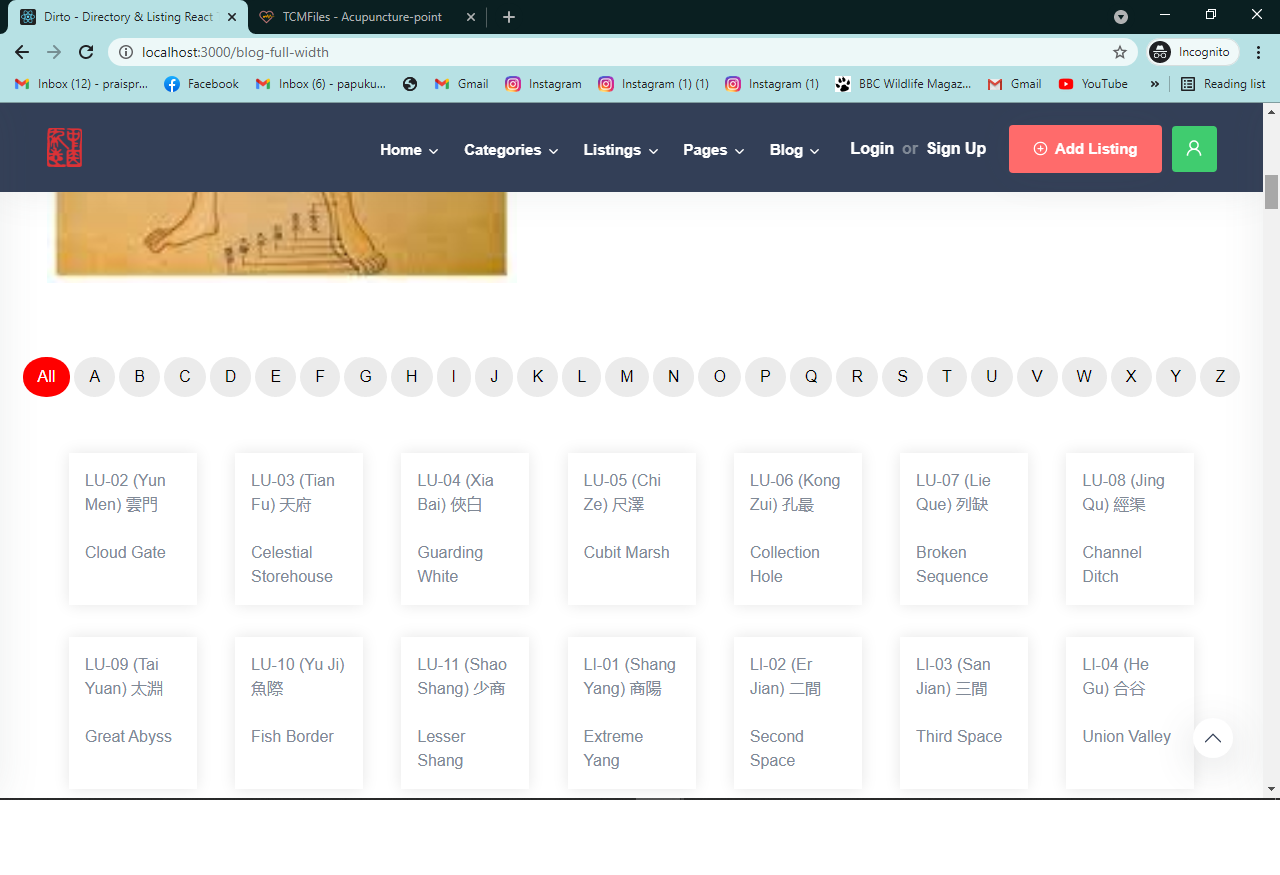 Dirto - Directory & Listing React T
TCMFiles - Acupuncture-point
localhost:3000/blog-full-width
Incognito
Inbox (12) - praispr...
Facebook
Inbox (6) - papuku...
Gmail
Instagram
Instagram (1) (1)
Instagram (1)
BBC Wildlife Magaz...
Gmail
YouTube
»
Reading list
Home
Categories
Listings
Pages
Blog
Login or Sign Up
Add Listing
All A B C D E F G H I J K L M N O P Q R S T U V W X Y Z
LU-02 (Yun
Men) 雲門
Cloud Gate
LU-03 (Tian
Fu) 天府
Celestial
Storehouse
LU-04 (Xia
Bai) 俠白
Guarding
White
LU-05 (Chi
Ze) 尺澤
Cubit Marsh
LU-06 (Kong
Zui) 孔最
Collection
Hole
LU-07 (Lie
Que) 列缺
Broken
Sequence
LU-08 (Jing
Qu) 經渠
Channel
Ditch
LU-09 (Tai
Yuan) 太淵
Great Abyss
LU-10 (Yu Ji)
魚際
Fish Border
LU-11 (Shao
Shang) 少商
Lesser
Shang
LI-01 (Shang
Yang) 商陽
Extreme
Yang
LI-02 (Er
Jian) 二間
Second
Space
LI-03 (San
Jian) 三間
Third Space
LI-04 (He
Gu) 合谷
Union Valley